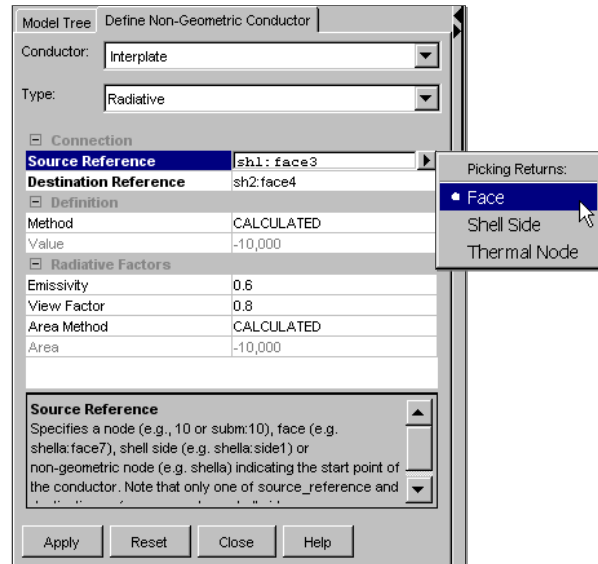 Model Tree Define Non-Geometric Conductor
Conductor: Interplate
Type: Radiative
Connection
Source Reference sh1:face3
Destination Reference sh2:face4
Definition
Method CALCULATED
Value -10,000
Radiative Factors
Emissivity 0.6
View Factor 0.8
Area Method CALCULATED
Area -10,000
Picking Returns:
Face
Shell Side
Thermal Node
Source Reference
Specifies a node (e.g., 10 or subm:10), face (e.g.
shella:face7), shell side (e.g. shella:side1) or
non-geometric node (e.g. shella) indicating the start point of
the conductor. Note that only one of source_reference and
Apply Reset Close Help